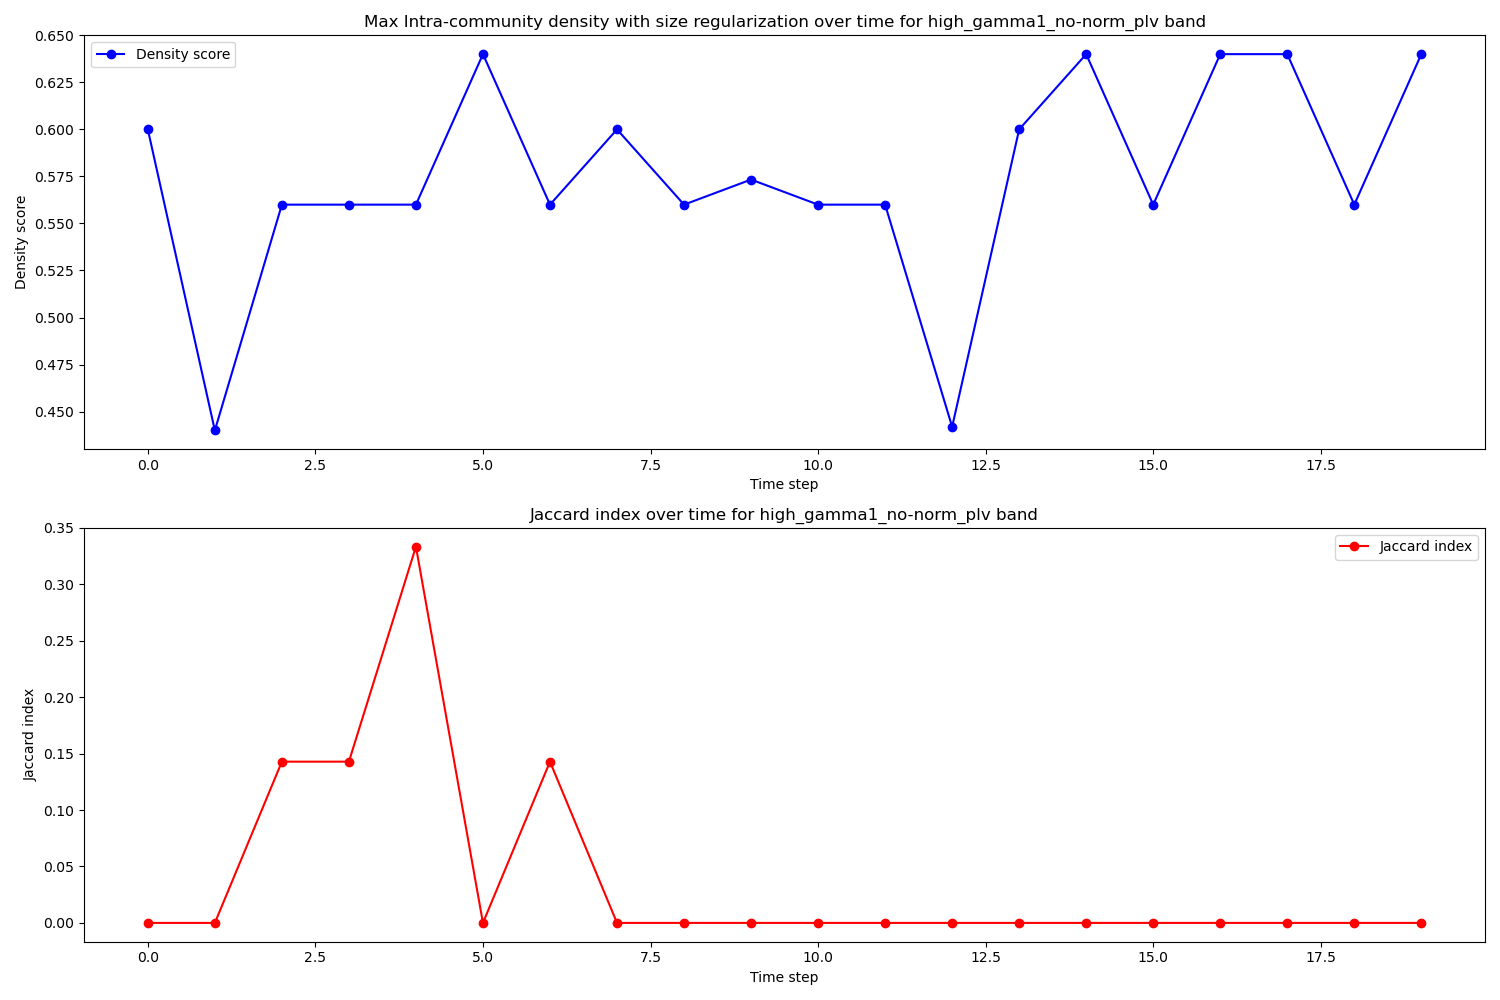 Max Intra-community density with size regularization over time for high_gamma1_no-norm_plv band
Density score
0.650
0.625
0.600
0.575
0.550
0.525
0.500
0.475
0.450
Density score
0.0 2.5 5.0 7.5 10.0 12.5 15.0 17.5
Time step
Jaccard index over time for high_gamma1_no-norm_plv band
Jaccard index
0.35
0.30
0.25
0.20
0.15
0.10
0.05
0.00
Jaccard index
0.0 2.5 5.0 7.5 10.0 12.5 15.0 17.5
Time step